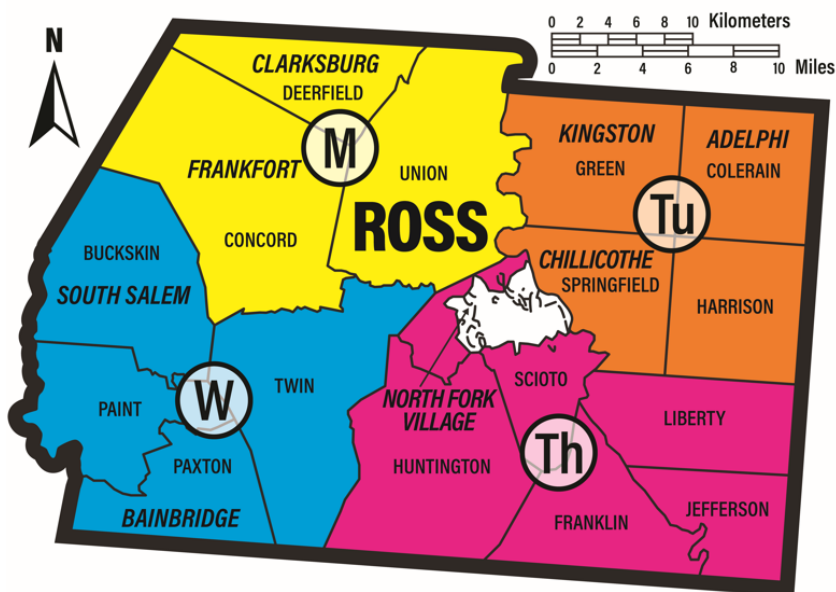 0 2 4 6 8 10 Kilometers
0 2 4 6 8 10 Miles
N
CLARKSBURG
DEERFIELD
M
FRANKFORT
UNION
ROSS
CONCORD
KINGSTON
GREEN
ADELPHI
COLERAIN
Tu
CHILLICOTHE
SPRINGFIELD
HARRISON
BUCKSKIN
SOUTH SALEM
W
TWIN
PAINT
PAXTON
BAINBRIDGE
SCIOTO
NORTH FORK
VILLAGE
Th
HUNTINGTON
LIBERTY
JEFFERSON
FRANKLIN